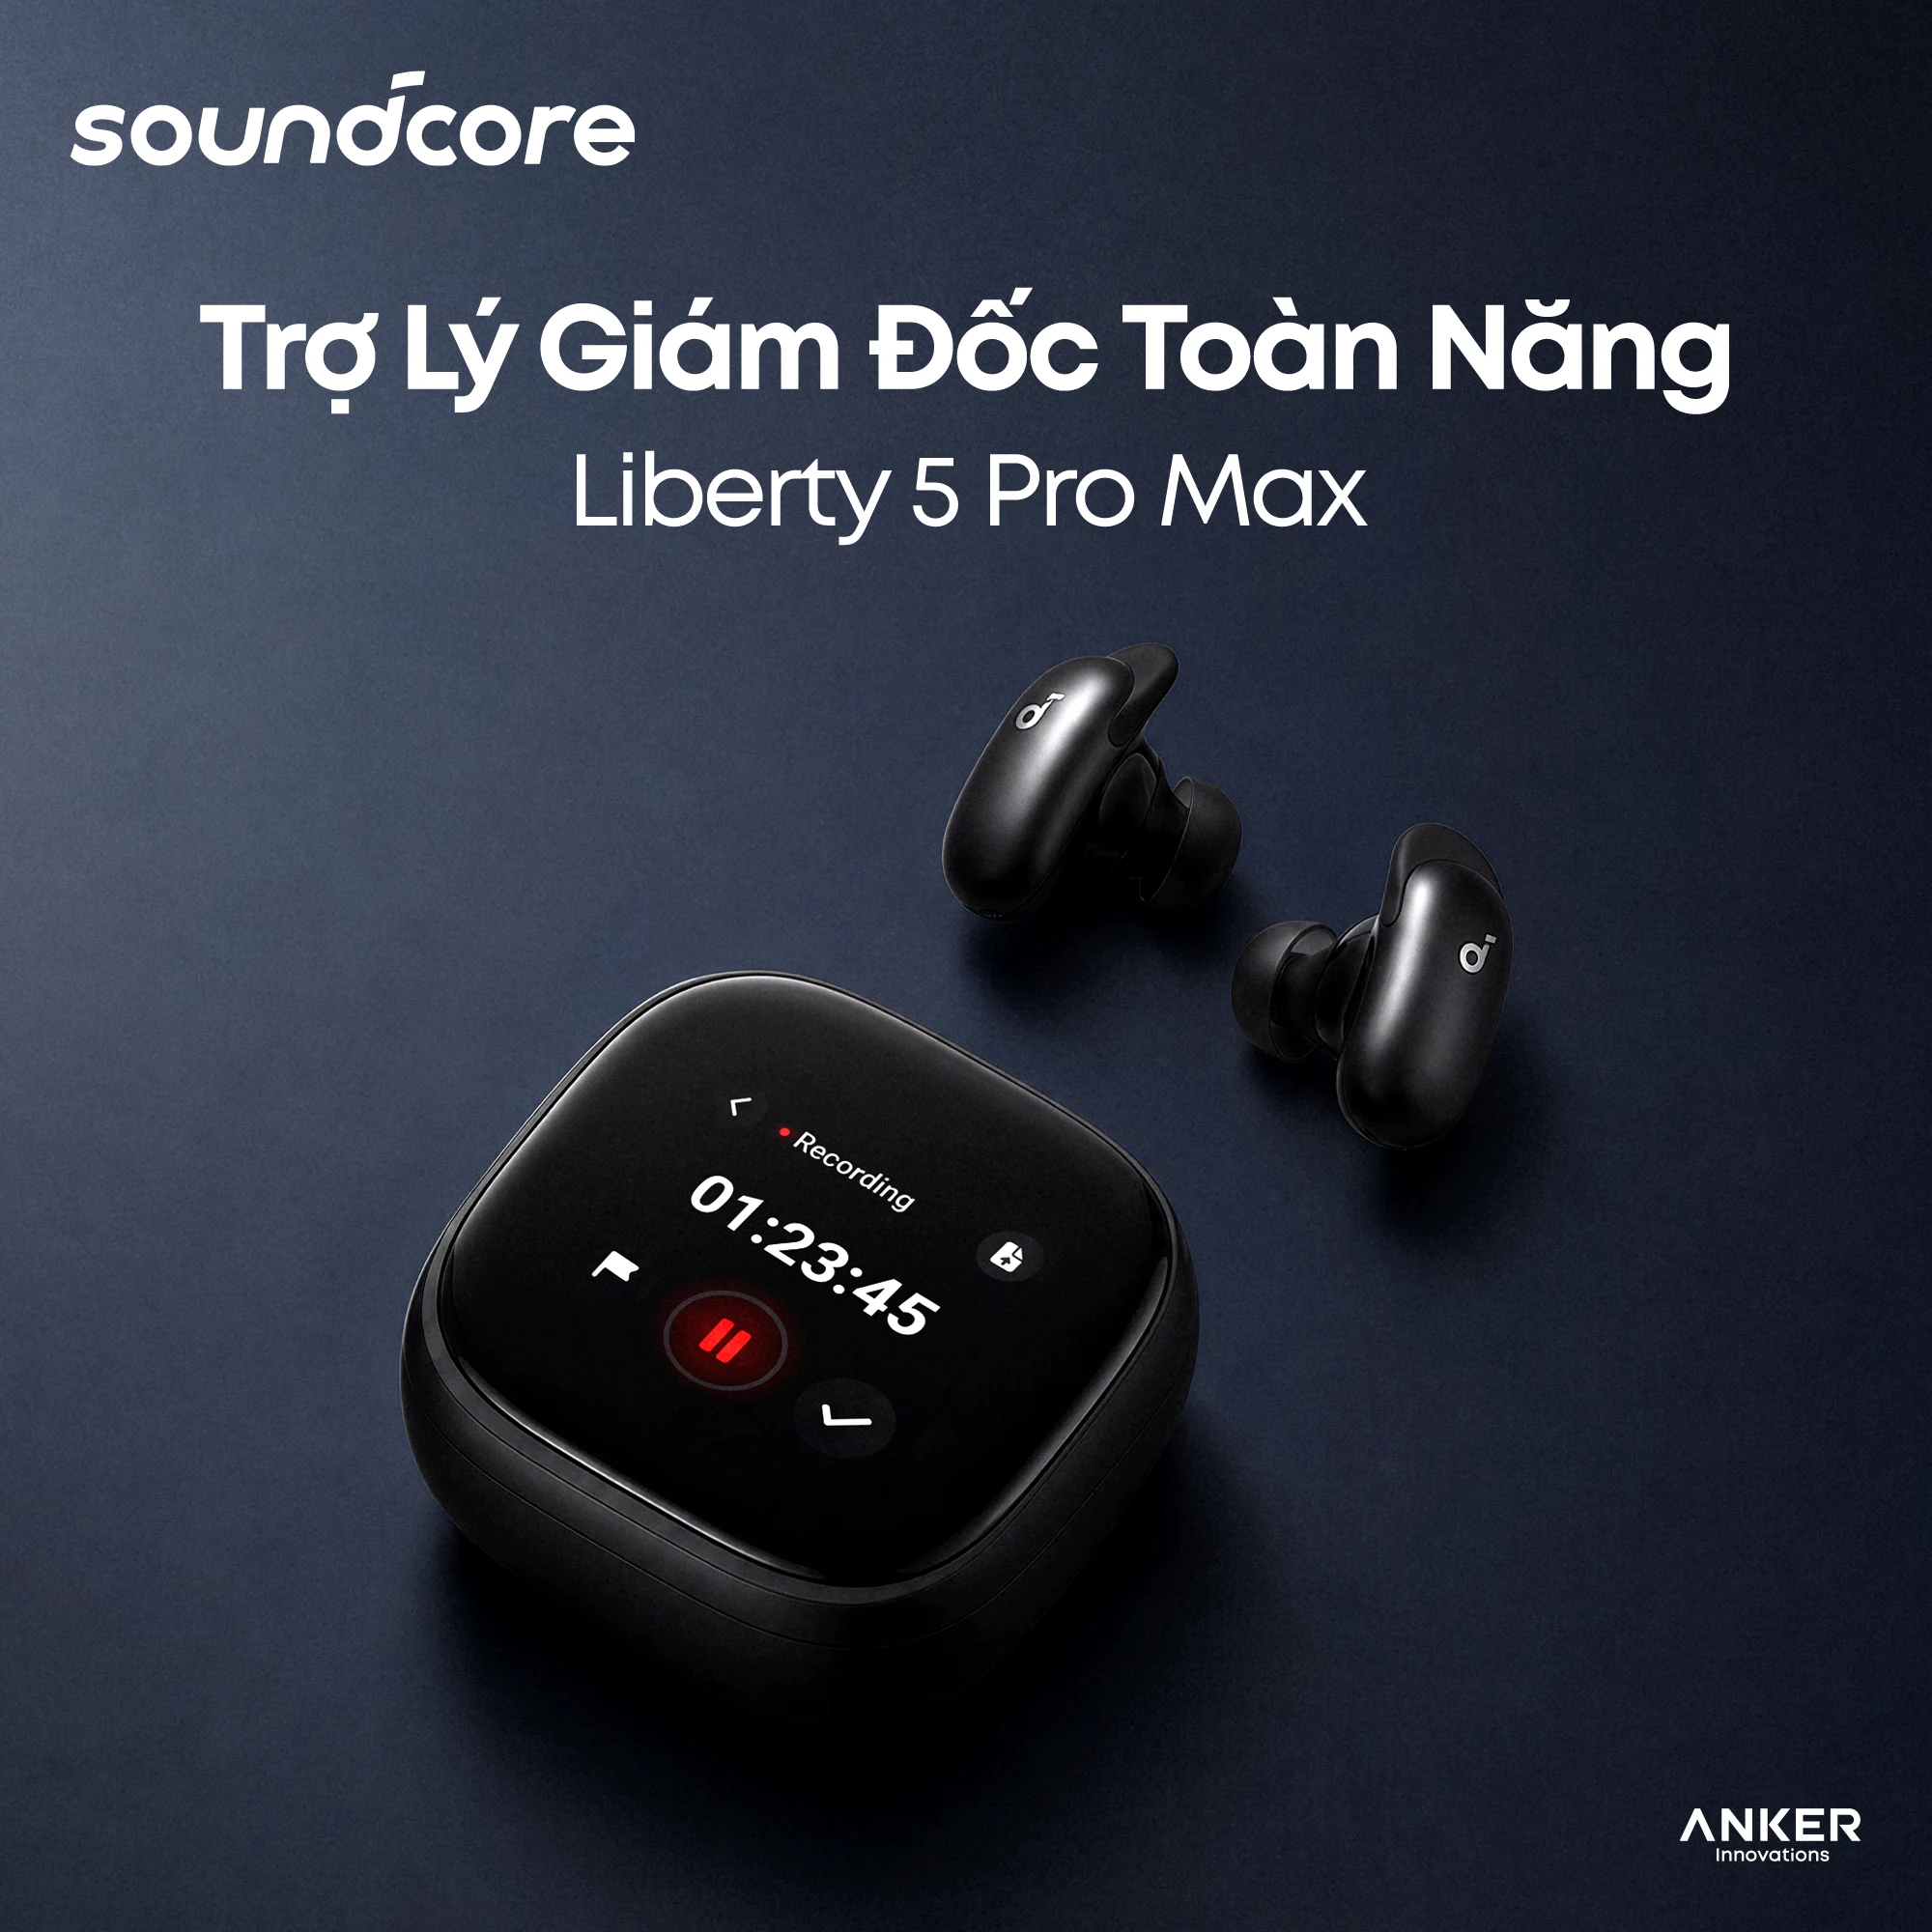 soundcore
Trợ Lý Giám Đốc Toàn Năng
Liberty 5 Pro Max
Recording
01:23:45
ANKER
Innovations